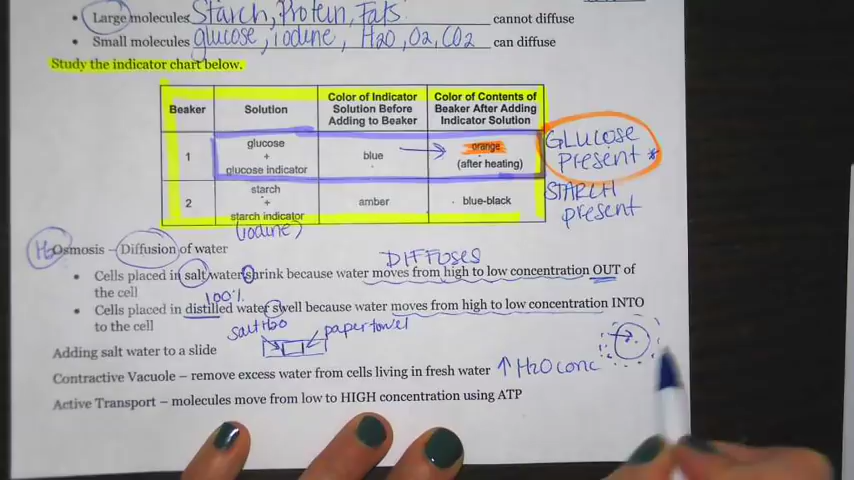 • Large molecules Starch, Protein, Fats cannot diffuse
• Small molecules glucose, iodine, H2O, O2, CO2 can diffuse
Study the indicator chart below.
Beaker Solution Color of Indicator Solution Before Adding to Beaker Color of Contents of Beaker After Adding Indicator Solution
1 glucose + glucose indicator blue orange (after heating) GLUCOSE Present *
2 starch + starch indicator (iodine) amber blue-black STARCH present
H2Osmosis – Diffusion of water
DIFFUSES
• Cells placed in salt water shrink because water moves from high to low concentration OUT of
the cell
100%
• Cells placed in distilled water swell because water moves from high to low concentration INTO
to the cell
salt H2O paper towel
Adding salt water to a slide
Contractive Vacuole – remove excess water from cells living in fresh water ↑ H2O conc
Active Transport – molecules move from low to HIGH concentration using ATP